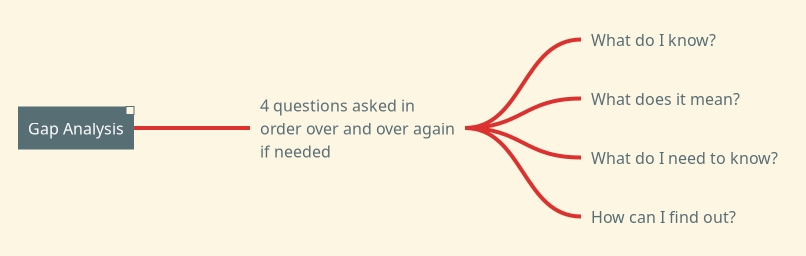 Gap Analysis
4 questions asked in
order over and over again
if needed
What do I know?
What does it mean?
What do I need to know?
How can I find out?